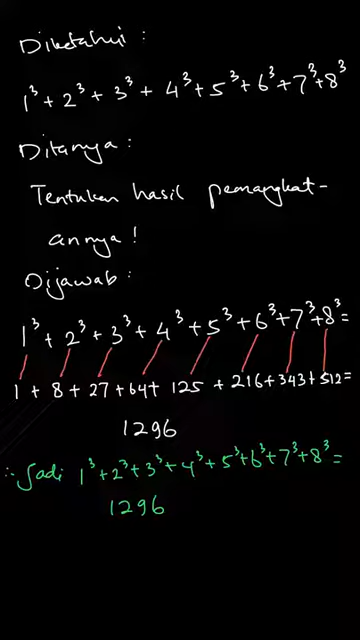 Diketahui :
1³ + 2³ + 3³ + 4³ + 5³ + 6³ + 7³ + 8³
Ditanya :
Tentukan hasil pemangkat-
annya !
Dijawab :
1³ + 2³ + 3³ + 4³ + 5³ + 6³ + 7³ + 8³ =
1 + 8 + 27 + 64 + 125 + 216 + 343 + 512 =
1296
∴ Jadi 1³ + 2³ + 3³ + 4³ + 5³ + 6³ + 7³ + 8³ =
1296